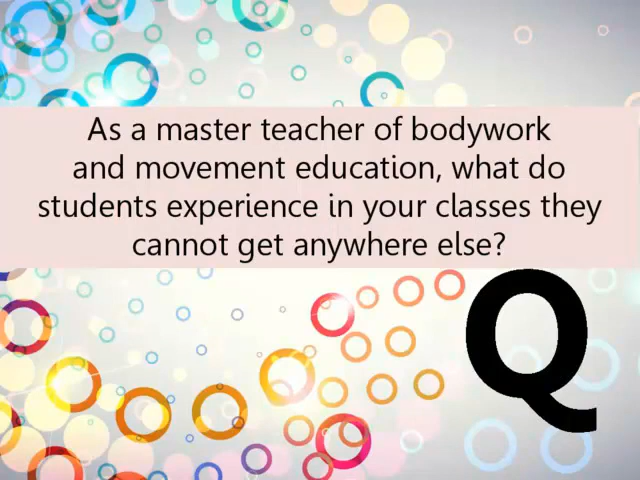 As a master teacher of bodywork
and movement education, what do
students experience in your classes they
cannot get anywhere else?
Q